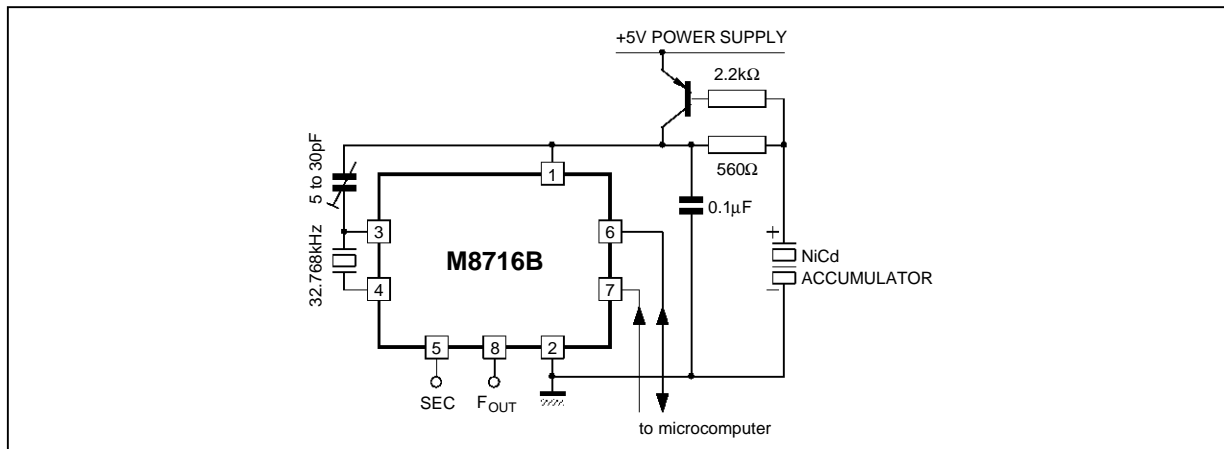 +5V POWER SUPPLY
2.2kΩ
560Ω
5 to 30pF
1
0.1μF
3
6
32.768kHz
M8716B
+
NiCd
ACCUMULATOR
–
4
7
5
8
2
SEC
FOUT
to microcomputer